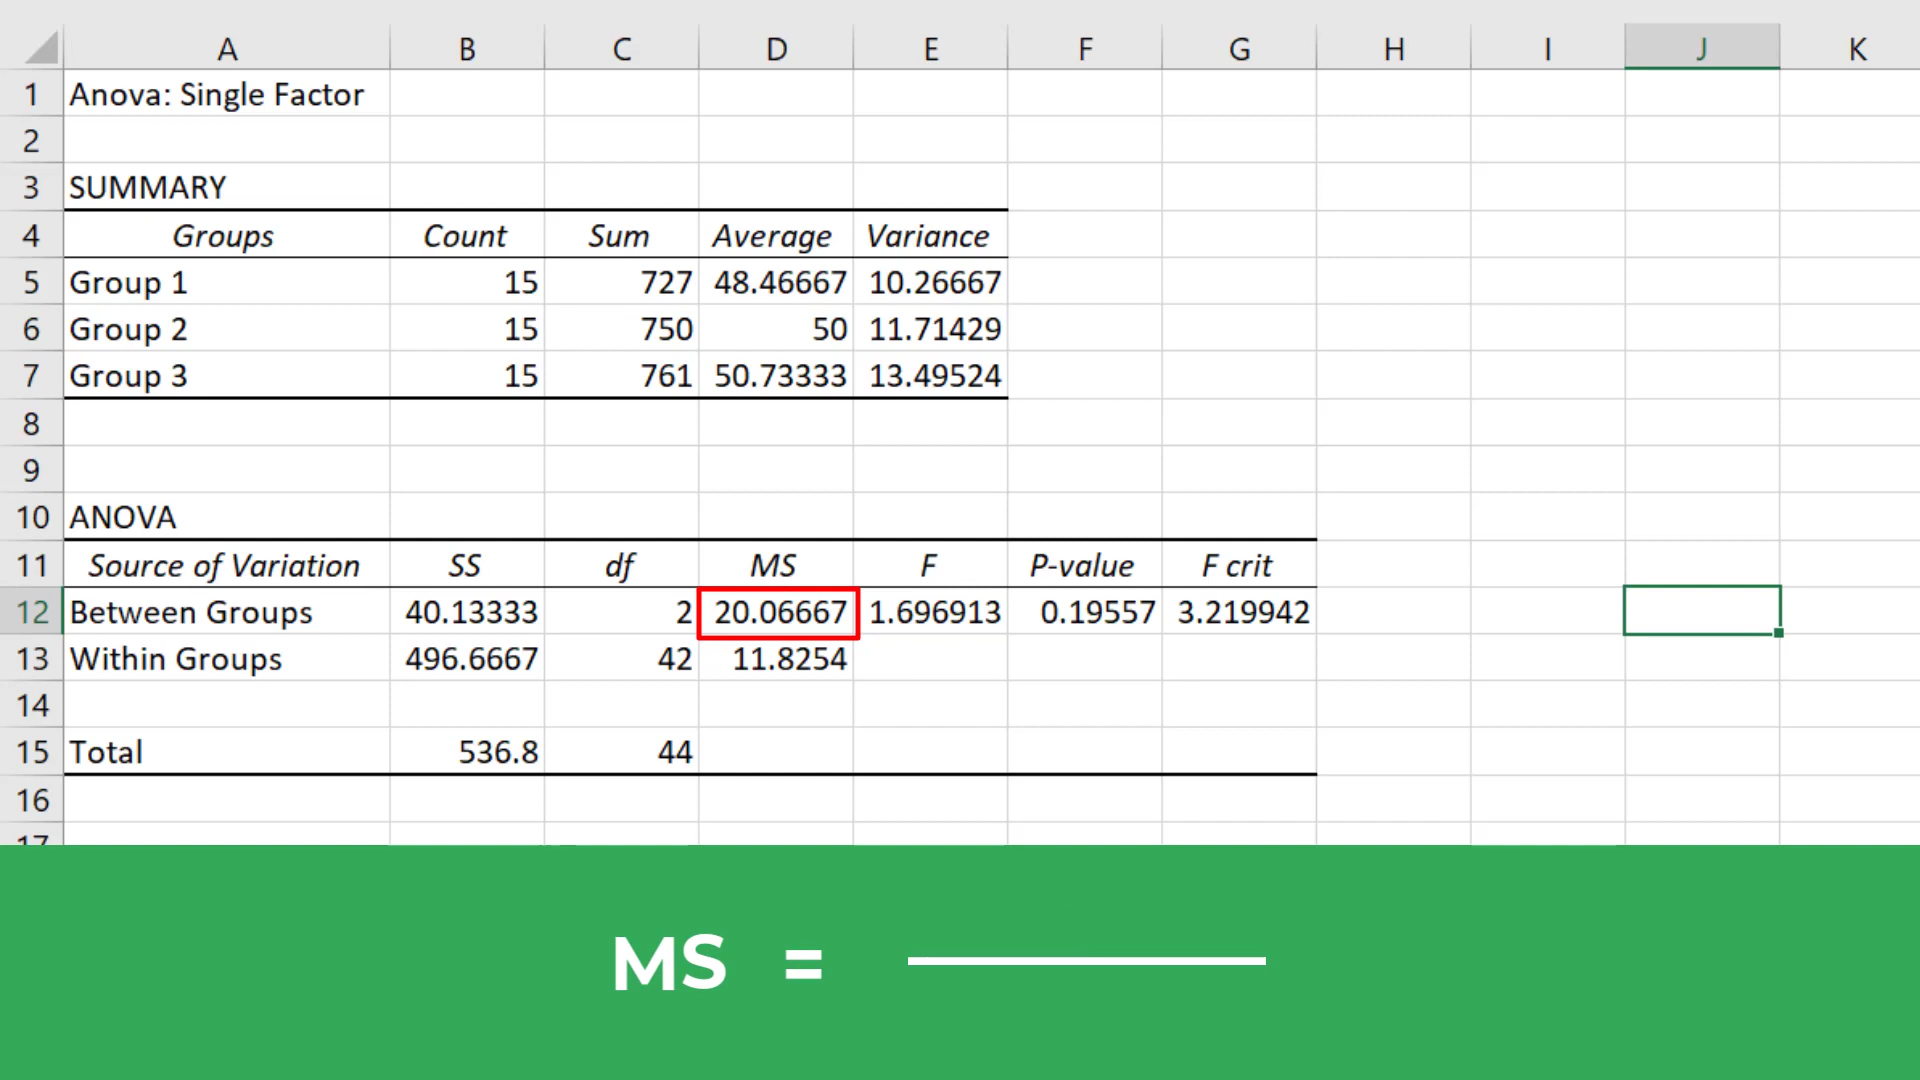 A B C D E F G H I J K
1 Anova: Single Factor
2
3 SUMMARY
4 Groups Count Sum Average Variance
5 Group 1 15 727 48.46667 10.26667
6 Group 2 15 750 50 11.71429
7 Group 3 15 761 50.73333 13.49524
8
9
10 ANOVA
11 Source of Variation SS df MS F P-value F crit
12 Between Groups 40.13333 2 20.06667 1.696913 0.19557 3.219942
13 Within Groups 496.6667 42 11.8254
14
15 Total 536.8 44
16
17
MS =